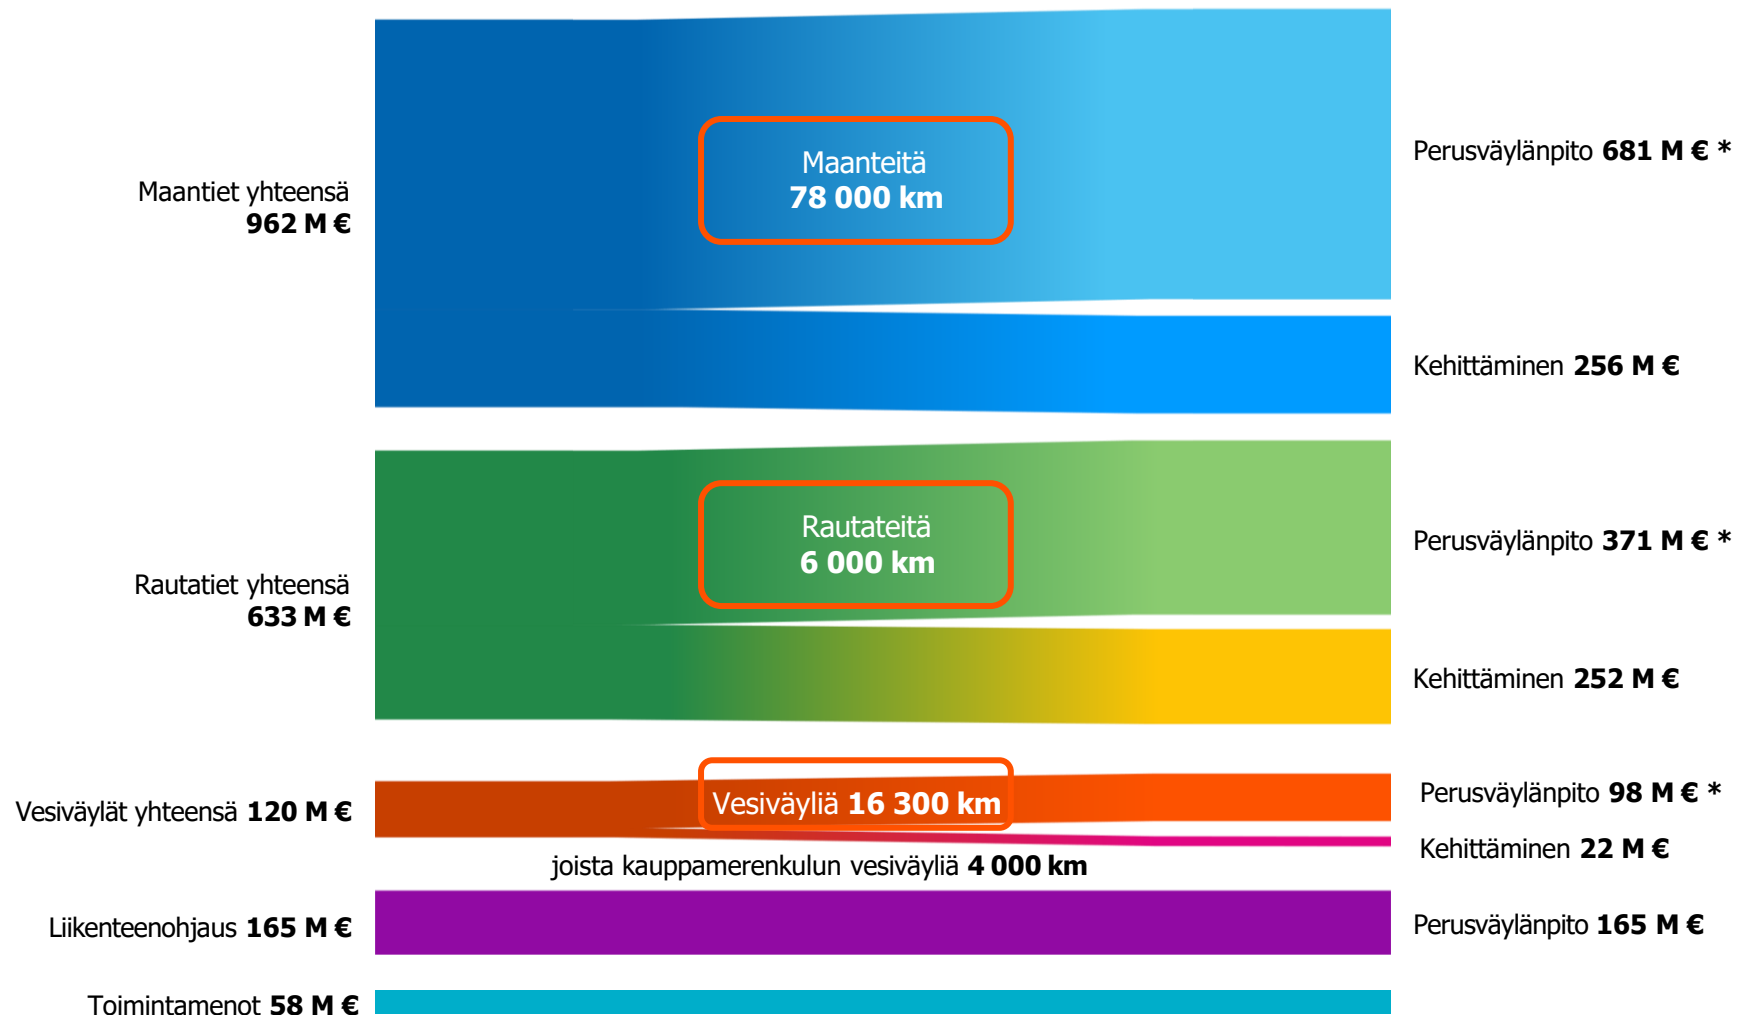 Maantiet yhteensä
962 M €
Maanteitä
78 000 km
Perusväylänpito 681 M € *
Kehittäminen 256 M €
Rautatiet yhteensä
633 M €
Rautateitä
6 000 km
Perusväylänpito 371 M € *
Kehittäminen 252 M €
Vesiväylät yhteensä 120 M €
Vesiväyliä 16 300 km
joista kauppamerenkulun vesiväyliä 4 000 km
Perusväylänpito 98 M € *
Kehittäminen 22 M €
Liikenteenohjaus 165 M €
Perusväylänpito 165 M €
Toimintamenot 58 M €